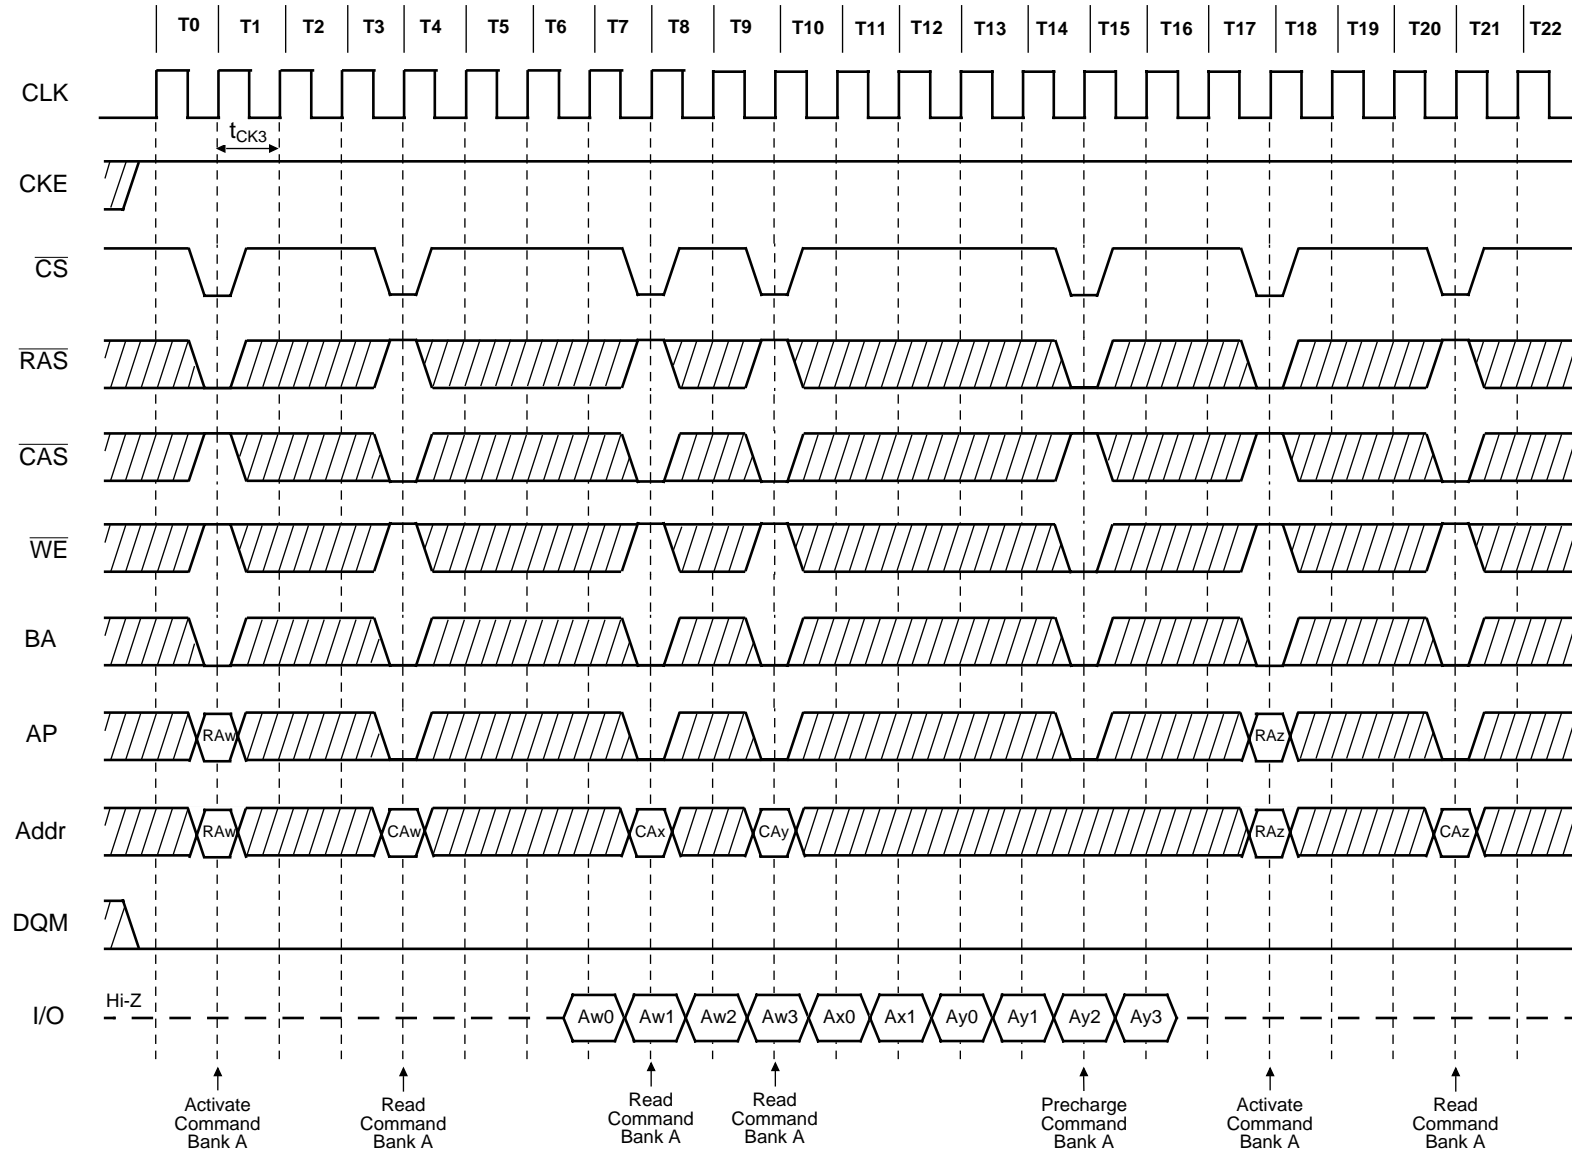 T0 T1 T2 T3 T4 T5 T6 T7 T8 T9 T10 T11 T12 T13 T14 T15 T16 T17 T18 T19 T20 T21 T22
CLK
tCK3
CKE
CS
RAS
CAS
WE
BA
AP RAw RAz
Addr RAw CAw CAx CAy RAz CAz
DQM
Hi-Z
I/O Aw0 Aw1 Aw2 Aw3 Ax0 Ax1 Ay0 Ay1 Ay2 Ay3
Activate
Command
Bank A
Read
Command
Bank A
Read
Command
Bank A
Read
Command
Bank A
Precharge
Command
Bank A
Activate
Command
Bank A
Read
Command
Bank A